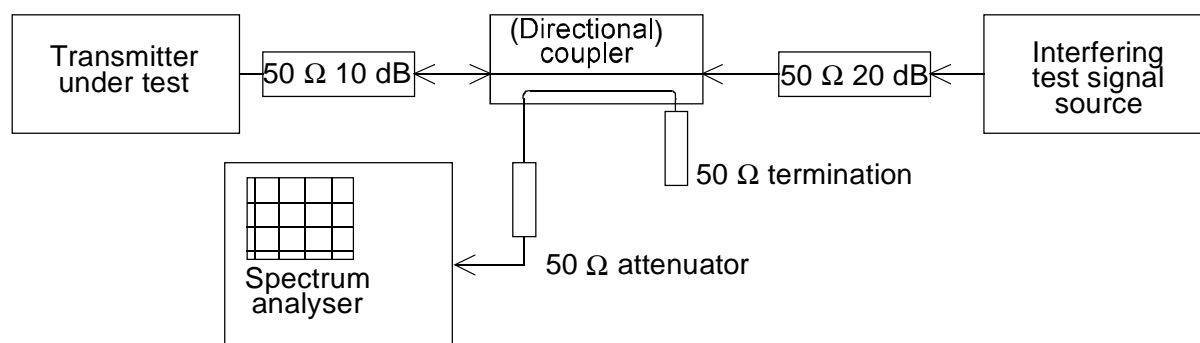 Transmitter
under test
50 Ω 10 dB
(Directional)
coupler
50 Ω 20 dB
Interfering
test signal
source
50 Ω termination
50 Ω attenuator
Spectrum
analyser